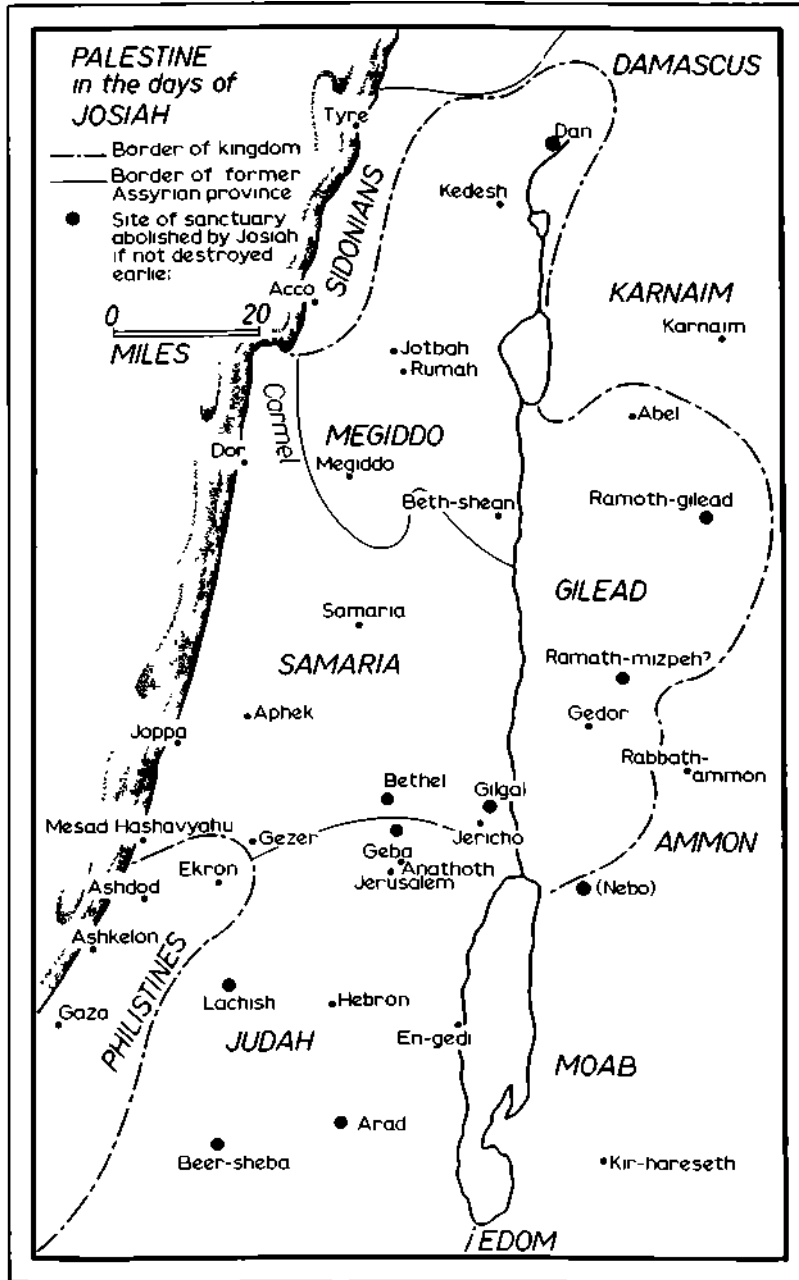 PALESTINE
in the days of
JOSIAH
Border of kingdom
Border of former
Assyrian province
Site of sanctuary
abolished by Josiah
if not destroyed
earlier:
0 20
MILES
DAMASCUS
Tyre
Dan
Kedesh
SIDONIANS
Acco
KARNAIM
Karnaim
Jotbah
Rumah
Carmel
Abel
MEGIDDO
Megiddo
Dor
Beth-shean
Ramoth-gilead
GILEAD
Samaria
SAMARIA
Ramath-mizpeh?
Aphek
Gedor
Joppa
Rabbath-
ammon
Bethel
Gilgal
Mesad Hashavyahu
Gezer
Jericho
AMMON
Geba
Anathoth
Jerusalem
Ekron
Ashdod
(Nebo)
Ashkelon
PHILISTINES
Lachish
Hebron
Gaza
JUDAH
En-gedi
MOAB
Arad
Beer-sheba
Kir-hareseth
EDOM